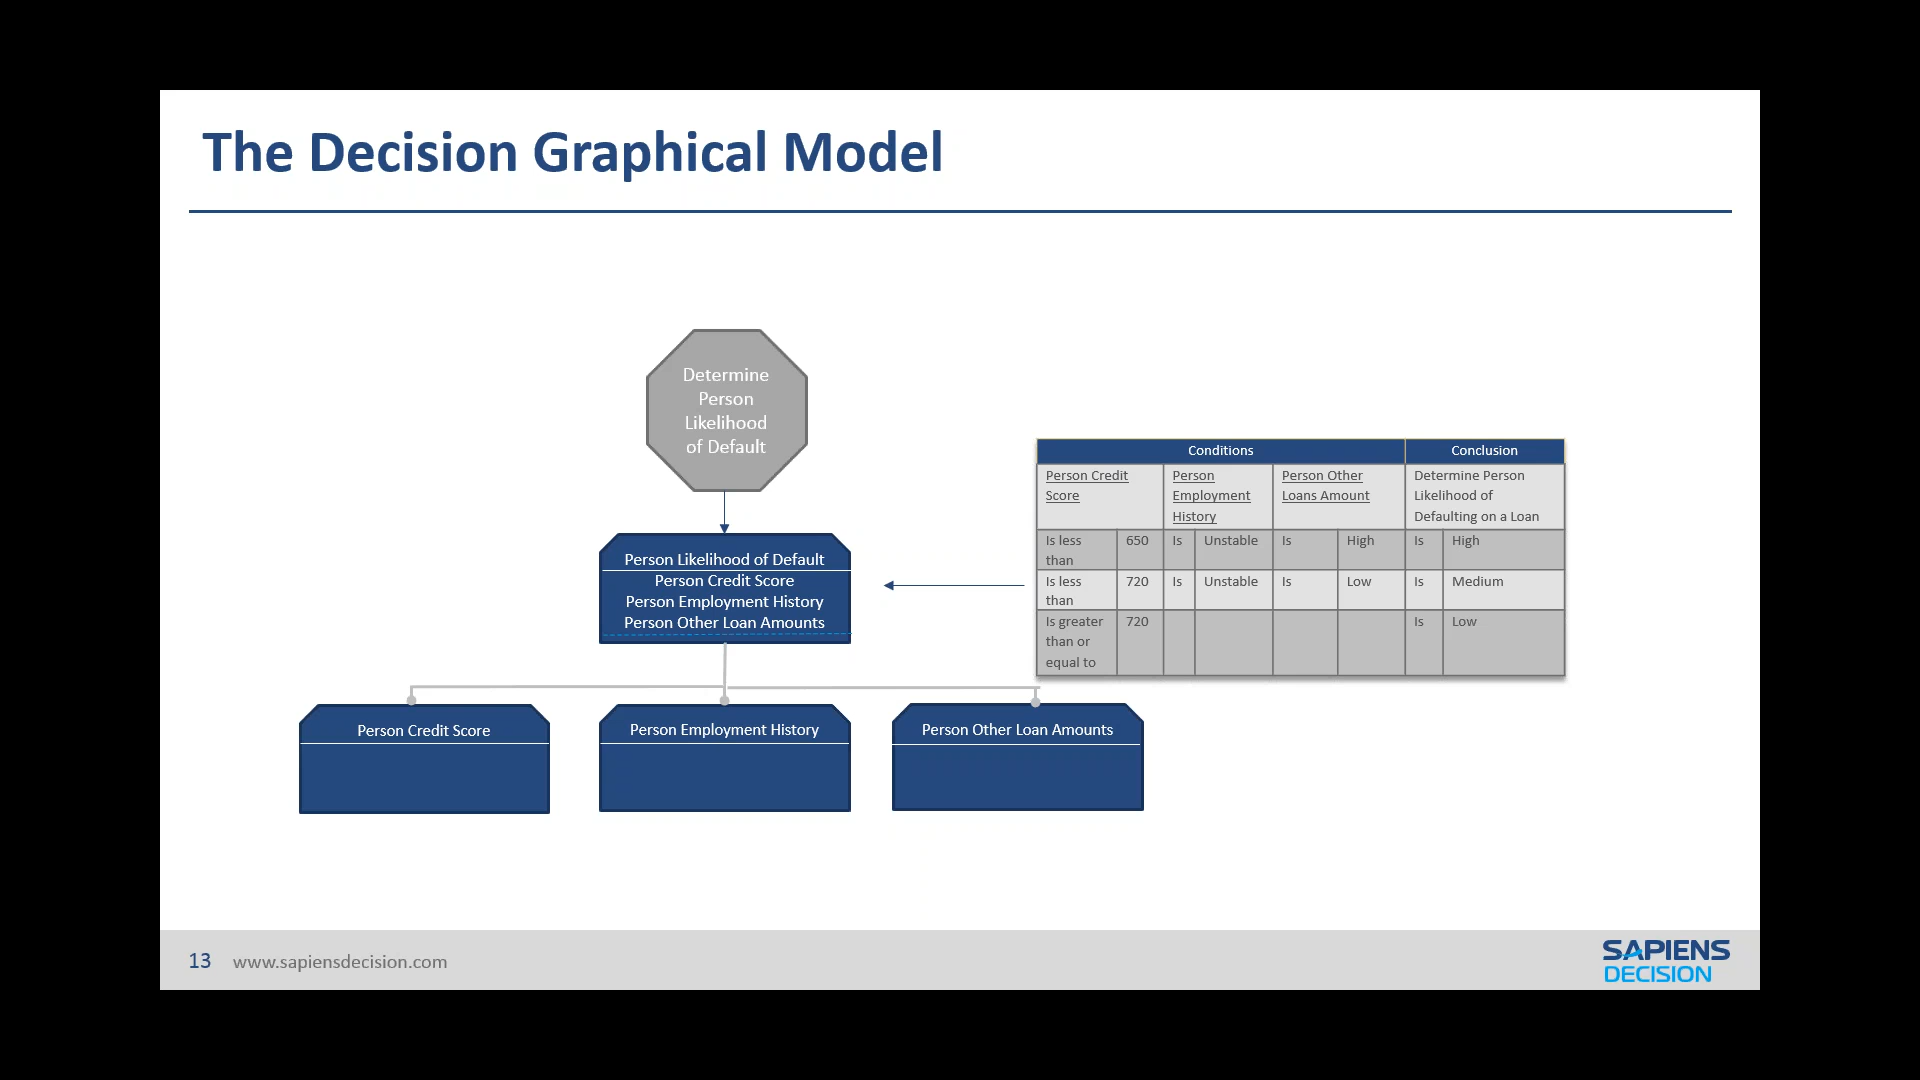 The Decision Graphical Model
Determine
Person
Likelihood
of Default
Person Likelihood of Default
Person Credit Score
Person Employment History
Person Other Loan Amounts
Person Credit Score
Person Employment History
Person Other Loan Amounts
Conditions Conclusion
Person Credit
Score
Person
Employment
History
Person Other
Loans Amount
Determine Person
Likelihood of
Defaulting on a Loan
Is less
than
650 Is Unstable Is High Is High
Is less
than
720 Is Unstable Is Low Is Medium
Is greater
than or
equal to
720 Is Low
13 www.sapiensdecision.com
SAPIENS
DECISION